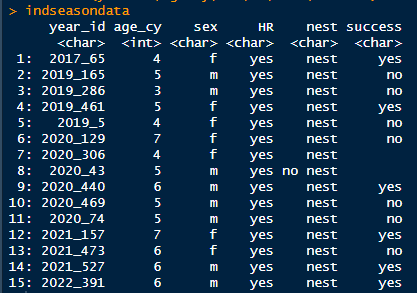 > indseasondata
year_id age_cy sex HR nest success
<char> <int> <char> <char> <char> <char>
1: 2017_65 4 f yes nest yes
2: 2019_165 5 m yes nest no
3: 2019_286 3 m yes nest no
4: 2019_461 5 f yes nest yes
5: 2019_5 4 f yes nest no
6: 2020_129 7 f yes nest no
7: 2020_306 4 f yes nest
8: 2020_43 5 m yes no nest
9: 2020_440 6 m yes nest yes
10: 2020_469 5 m yes nest no
11: 2020_74 5 m yes nest no
12: 2021_157 7 f yes nest yes
13: 2021_473 6 f yes nest no
14: 2021_527 6 m yes nest yes
15: 2022_391 6 m yes nest yes